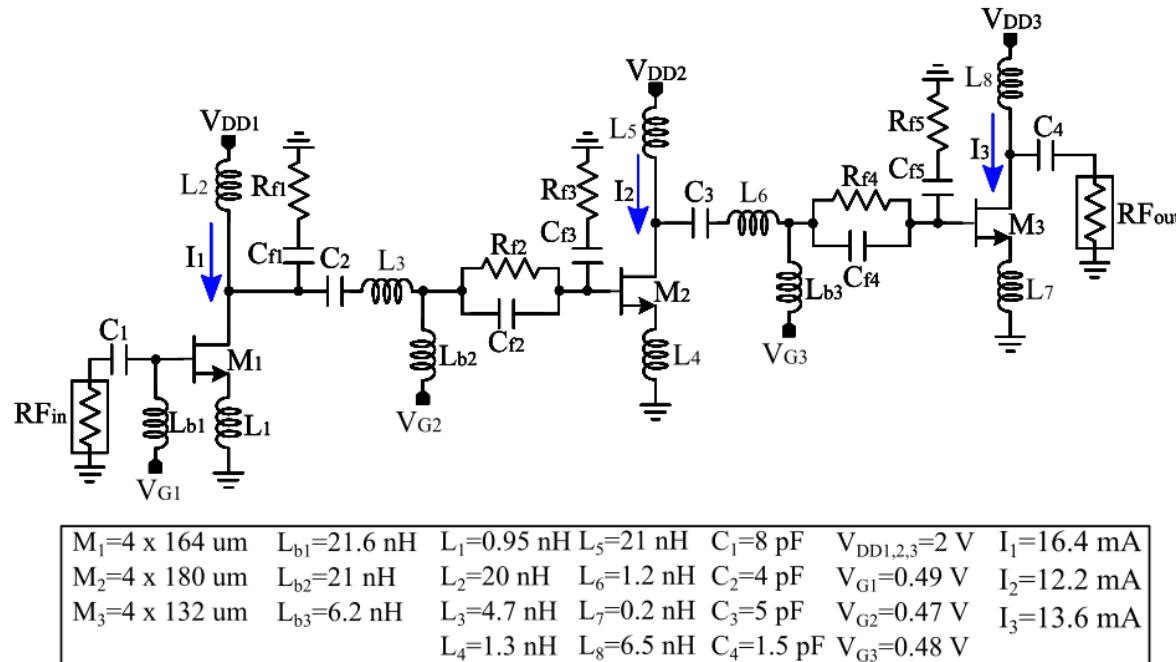 VDD3
L8
VDD2
C4
Rf5
L5
VDD1
I3
Cf5
RFout
Rf3
I2
C3
L6
Rf4
Rf1
L2
M3
Cf3
Cf4
L7
I1
Cf1
C2
L3
Rf2
Lb3
M2
Cf2
VG3
C1
Lb2
L4
M1
RFin
VG2
Lb1
L1
VG1
M1=4 x 164 um Lb1=21.6 nH L1=0.95 nH L5=21 nH C1=8 pF VDD1,2,3=2 V I1=16.4 mA
M2=4 x 180 um Lb2=21 nH L2=20 nH L6=1.2 nH C2=4 pF VG1=0.49 V I2=12.2 mA
M3=4 x 132 um Lb3=6.2 nH L3=4.7 nH L7=0.2 nH C3=5 pF VG2=0.47 V I3=13.6 mA
L4=1.3 nH L8=6.5 nH C4=1.5 pF VG3=0.48 V